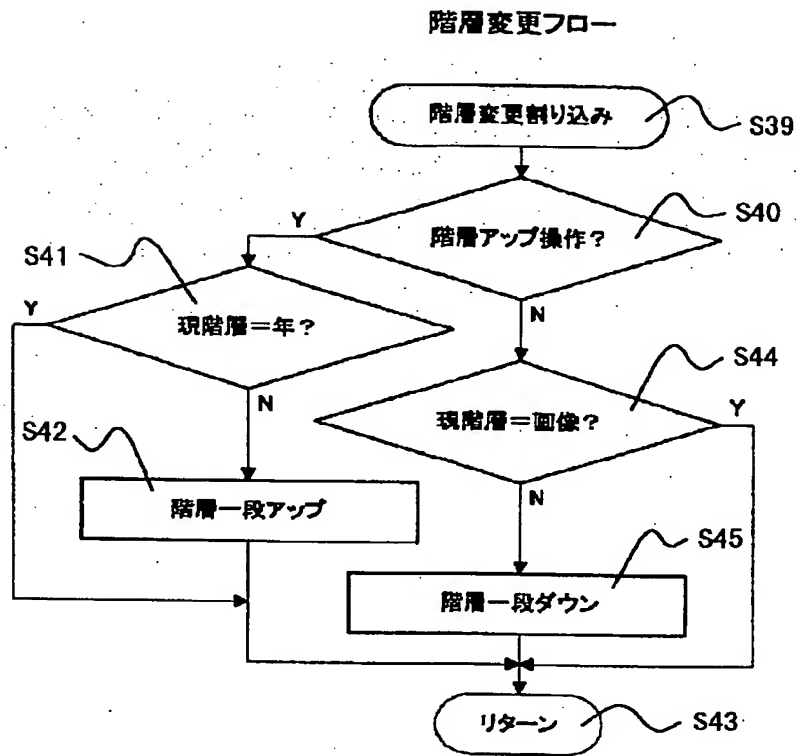 階層変更フロー
階層変更割り込み
S39
階層アップ操作?
S40
Y
N
S41
現階層=年?
Y
N
S44
現階層=画像?
Y
N
S42
階層一段アップ
S45
階層一段ダウン
リターン
S43